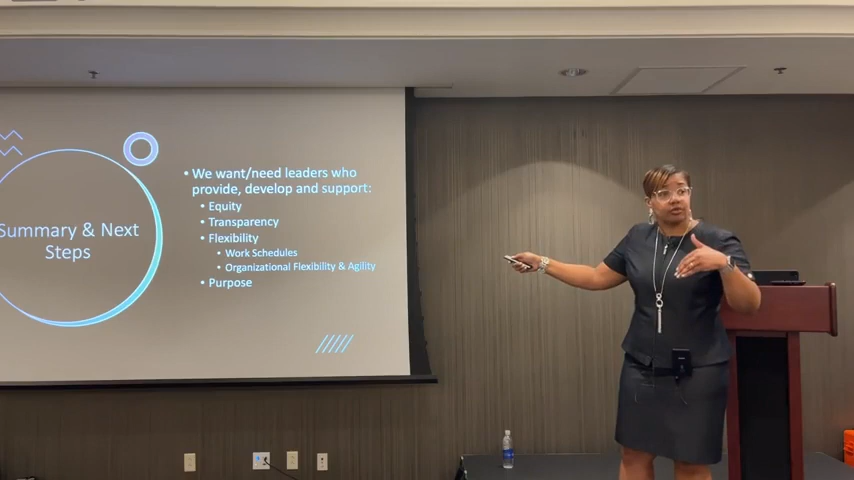 Summary & Next
Steps
• We want/need leaders who
provide, develop and support:
• Equity
• Transparency
• Flexibility
• Work Schedules
• Organizational Flexibility & Agility
• Purpose